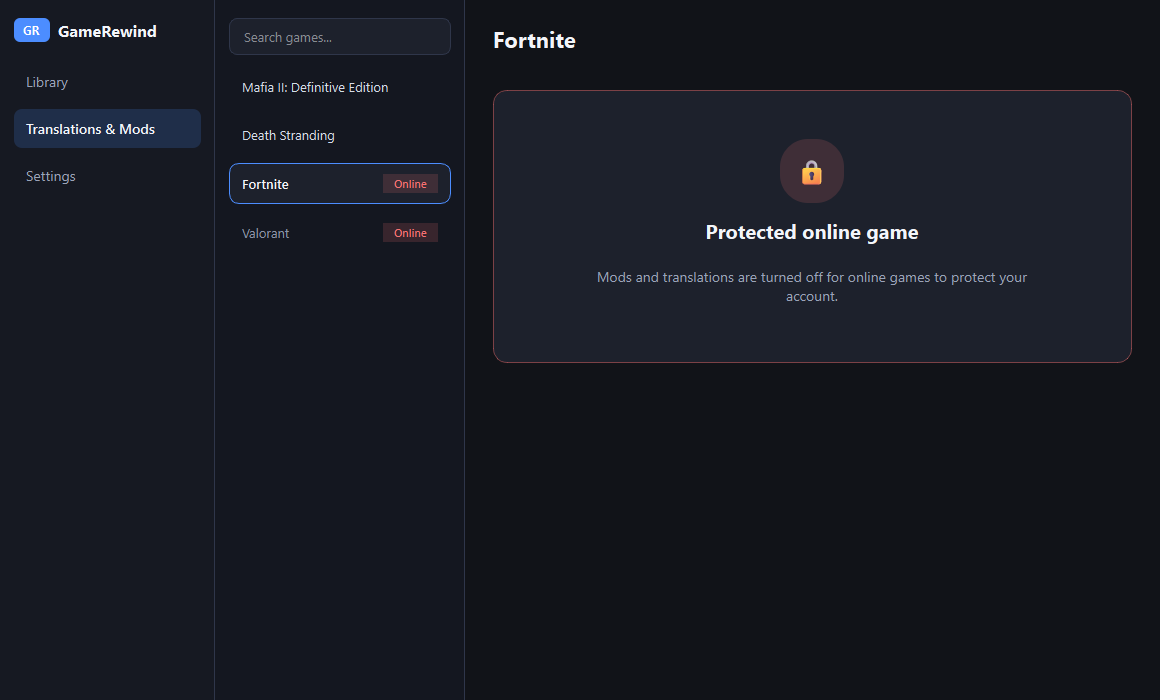 GR GameRewind
Library
Translations & Mods
Settings
Search games...
Mafia II: Definitive Edition
Death Stranding
Fortnite Online
Valorant Online
Fortnite
Protected online game
Mods and translations are turned off for online games to protect your
account.